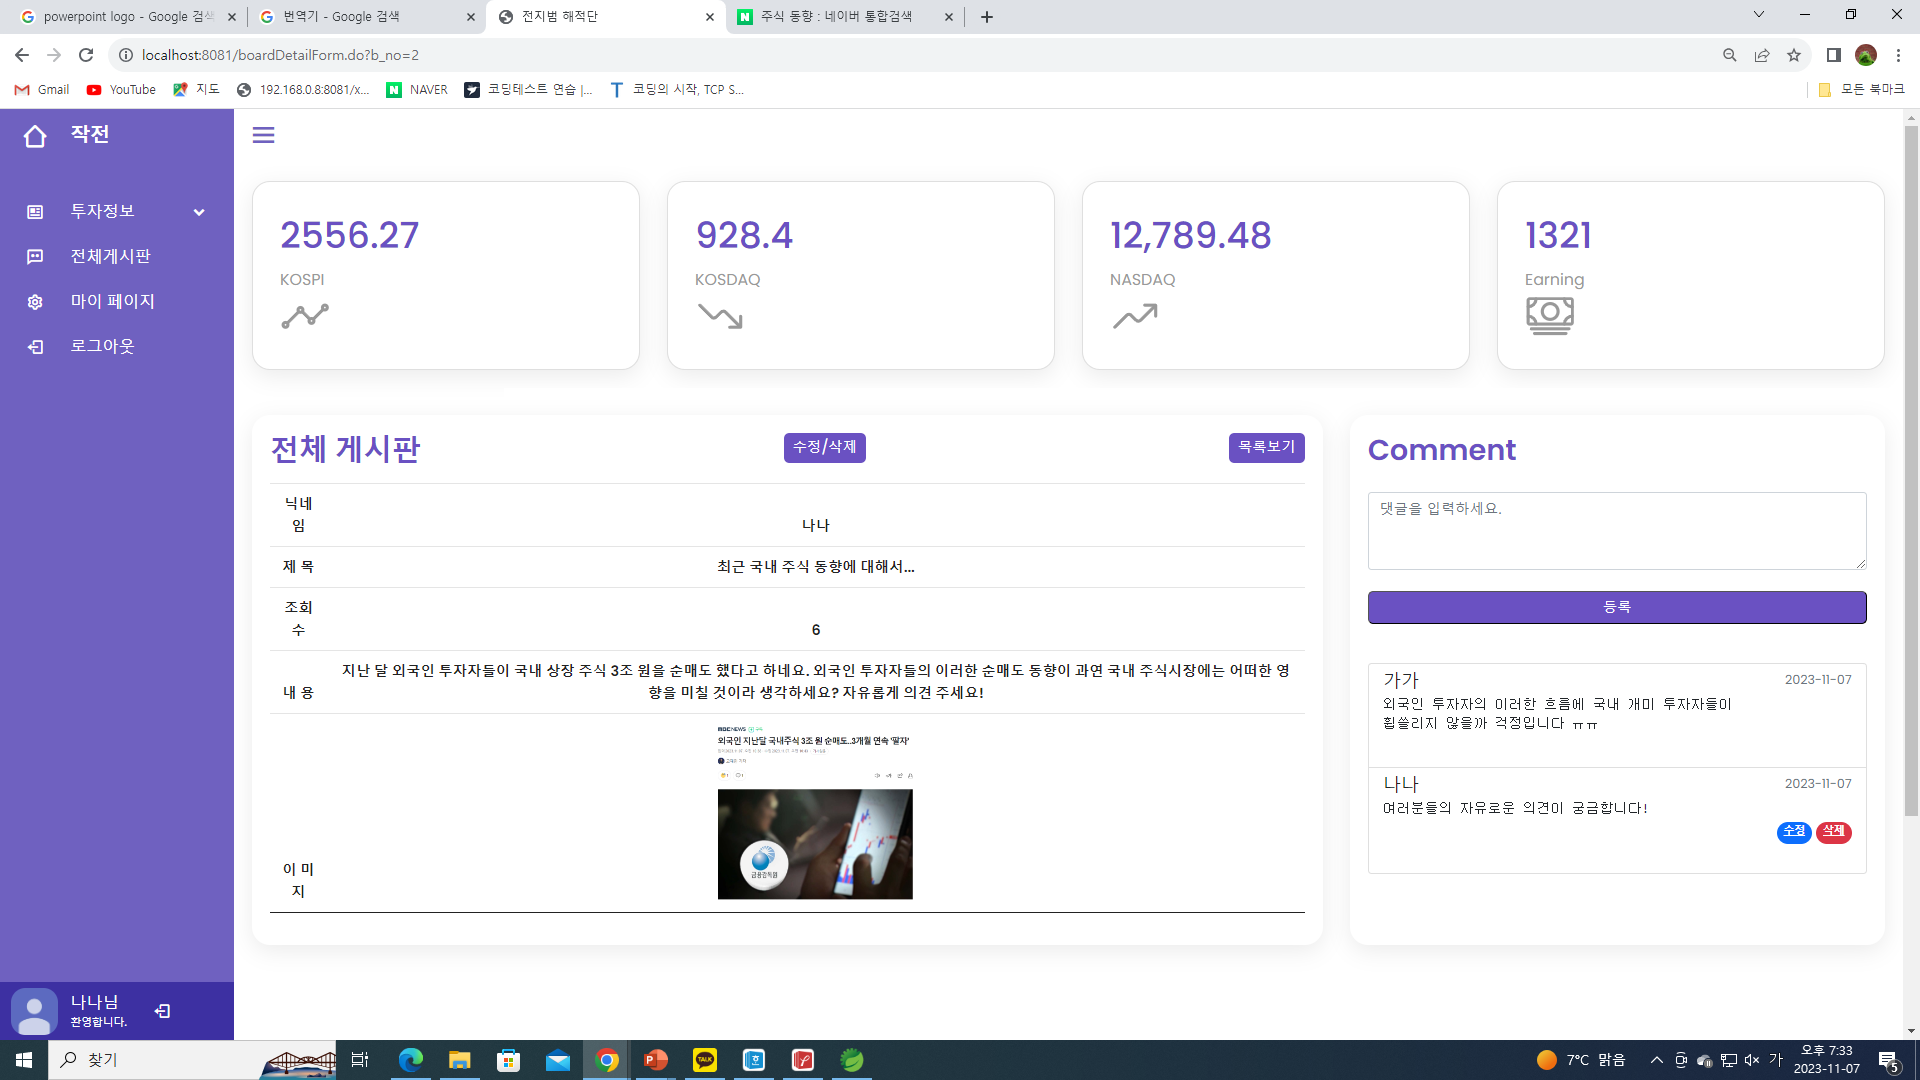 powerpoint logo - Google 검색
번역기 - Google 검색
전지범 해적단
주식 동향 : 네이버 통합검색
localhost:8081/boardDetailForm.do?b_no=2
Gmail
YouTube
지도
192.168.0.8:8081/x...
NAVER
코딩테스트 연습 |...
코딩의 시작, TCP S...
모든 북마크
작전
투자정보
전체게시판
마이 페이지
로그아웃
2556.27
KOSPI
928.4
KOSDAQ
12,789.48
NASDAQ
1321
Earning
전체 게시판
수정/삭제
목록보기
닉네
임
나나
제 목
최근 국내 주식 동향에 대해서...
조회
수
6
내 용
지난 달 외국인 투자자들이 국내 상장 주식 3조 원을 순매도 했다고 하네요. 외국인 투자자들의 이러한 순매도 동향이 과연 국내 주식시장에는 어떠한 영
향을 미칠 것이라 생각하세요? 자유롭게 의견 주세요!
이 미
지
MBC NEWS
외국인 지난달 국내주식 3조 원 순매도..3개월 연속 '팔자'
금융감독원
Comment
댓글을 입력하세요.
등록
가가
2023-11-07
외국인 투자자의 이러한 흐름에 국내 개미 투자자들이
휩쓸리지 않을까 걱정입니다 ㅠㅠ
나나
2023-11-07
여러분들의 자유로운 의견이 궁금합니다!
수정
삭제
나나님
환영합니다.
찾기
TALK
7°C 맑음
가
오후 7:33
2023-11-07
5